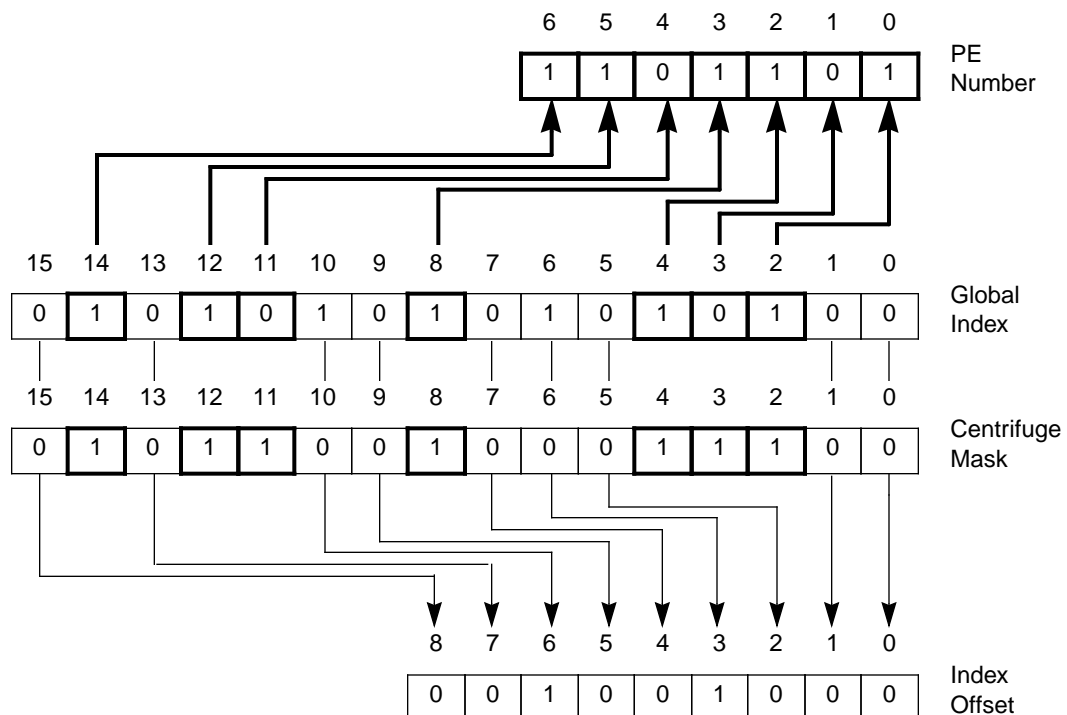 6 5 4 3 2 1 0
1 1 0 1 1 0 1
PE
Number
15 14 13 12 11 10 9 8 7 6 5 4 3 2 1 0
0 1 0 1 0 1 0 1 0 1 0 1 0 1 0 0
Global
Index
15 14 13 12 11 10 9 8 7 6 5 4 3 2 1 0
0 1 0 1 1 0 0 1 0 0 0 1 1 1 0 0
Centrifuge
Mask
8 7 6 5 4 3 2 1 0
0 0 1 0 0 1 0 0 0
Index
Offset